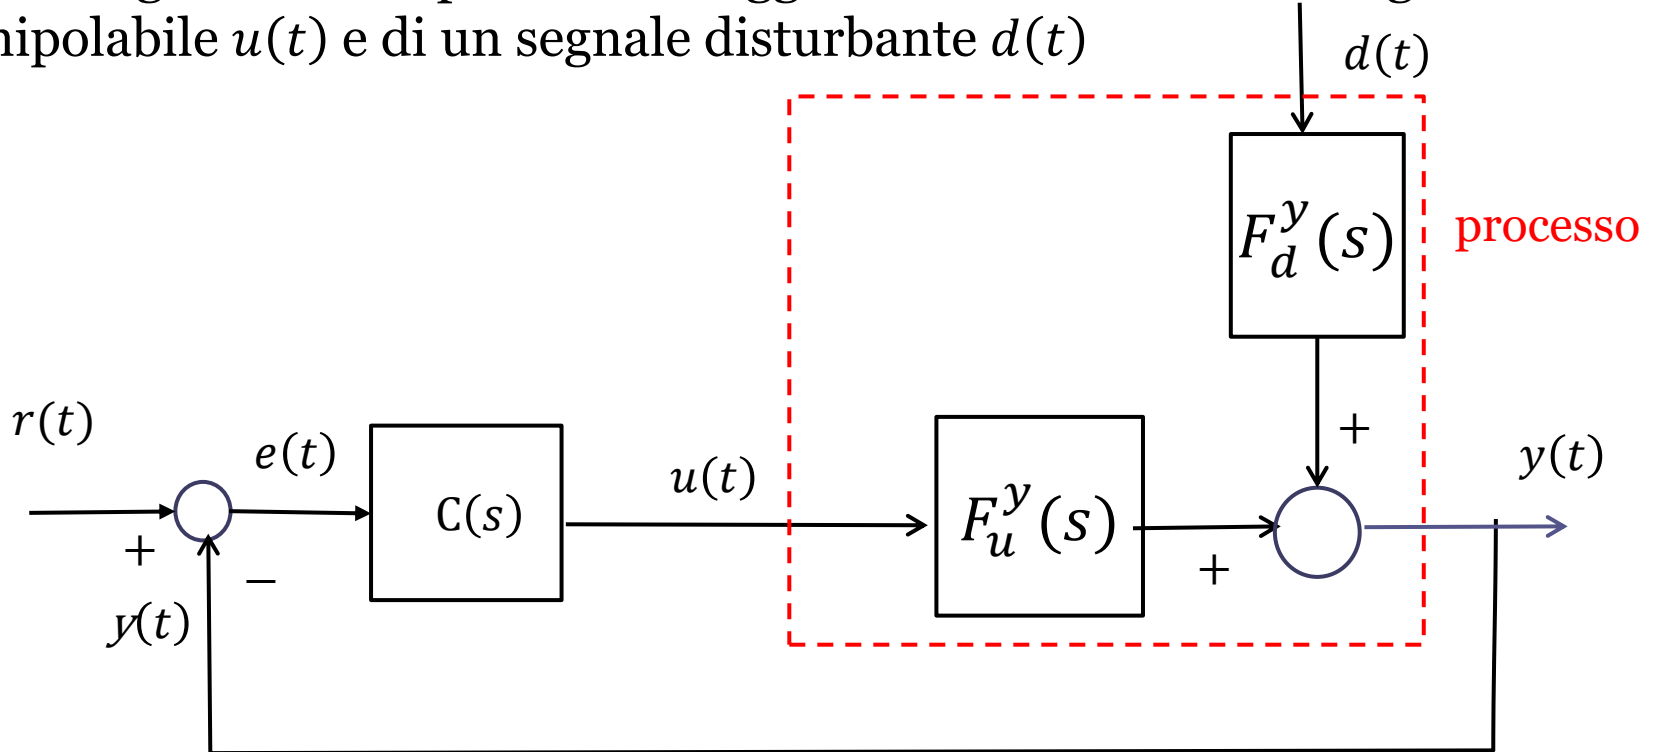 nipolabile u(t) e di un segnale disturbante d(t)
d(t)
F_d^y(s)
processo
r(t)
e(t)
C(s)
u(t)
F_u^y(s)
+
y(t)
+
+
−
y(t)